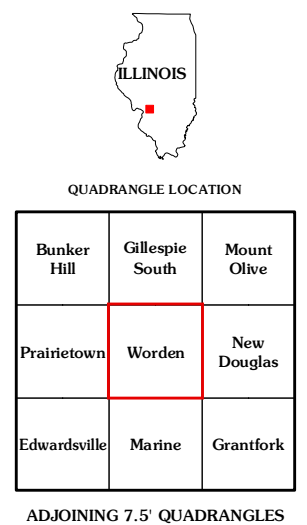 ILLINOIS
QUADRANGLE LOCATION
Bunker
Hill
Gillespie
South
Mount
Olive
Prairietown
Worden
New
Douglas
Edwardsville
Marine
Grantfork
ADJOINING 7.5' QUADRANGLES